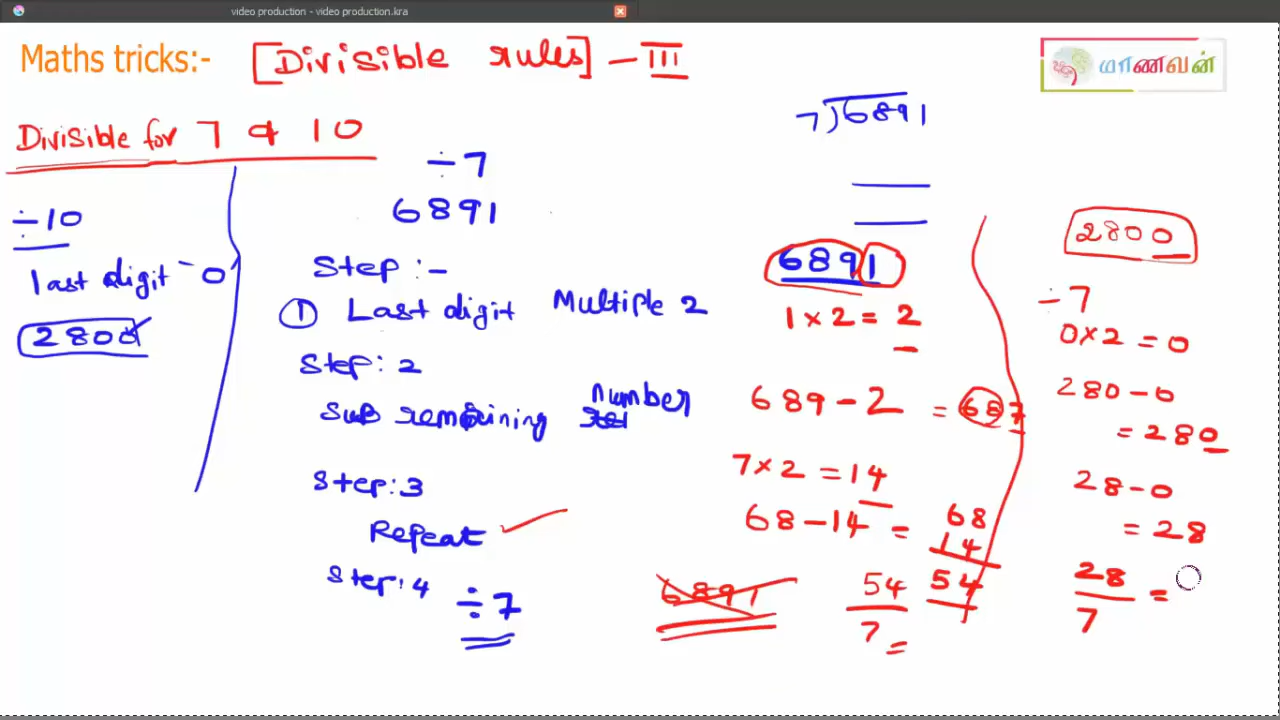 video production - video production.kra
Maths tricks:- [Divisible rules] - III
மாணவன்
Divisible for 7 & 10
÷10
last digit - 0
2800
÷7
6891
Step :-
① Last digit Multiple 2
Step: 2
Sub remaining number
Step:3
Repeat ✓
Step:4
÷7
7)6891
6891
1×2 = 2
689-2 = 687
7×2 = 14
68-14 =
68
14
54
6891
54
7 =
2800
÷7
0×2 = 0
280-0
= 280
28-0
= 28
28
7 =